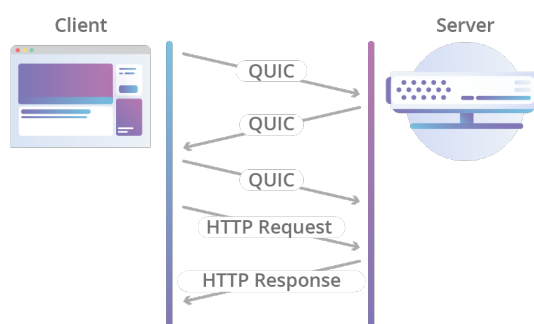 Client
Server
QUIC
QUIC
QUIC
HTTP Request
HTTP Response